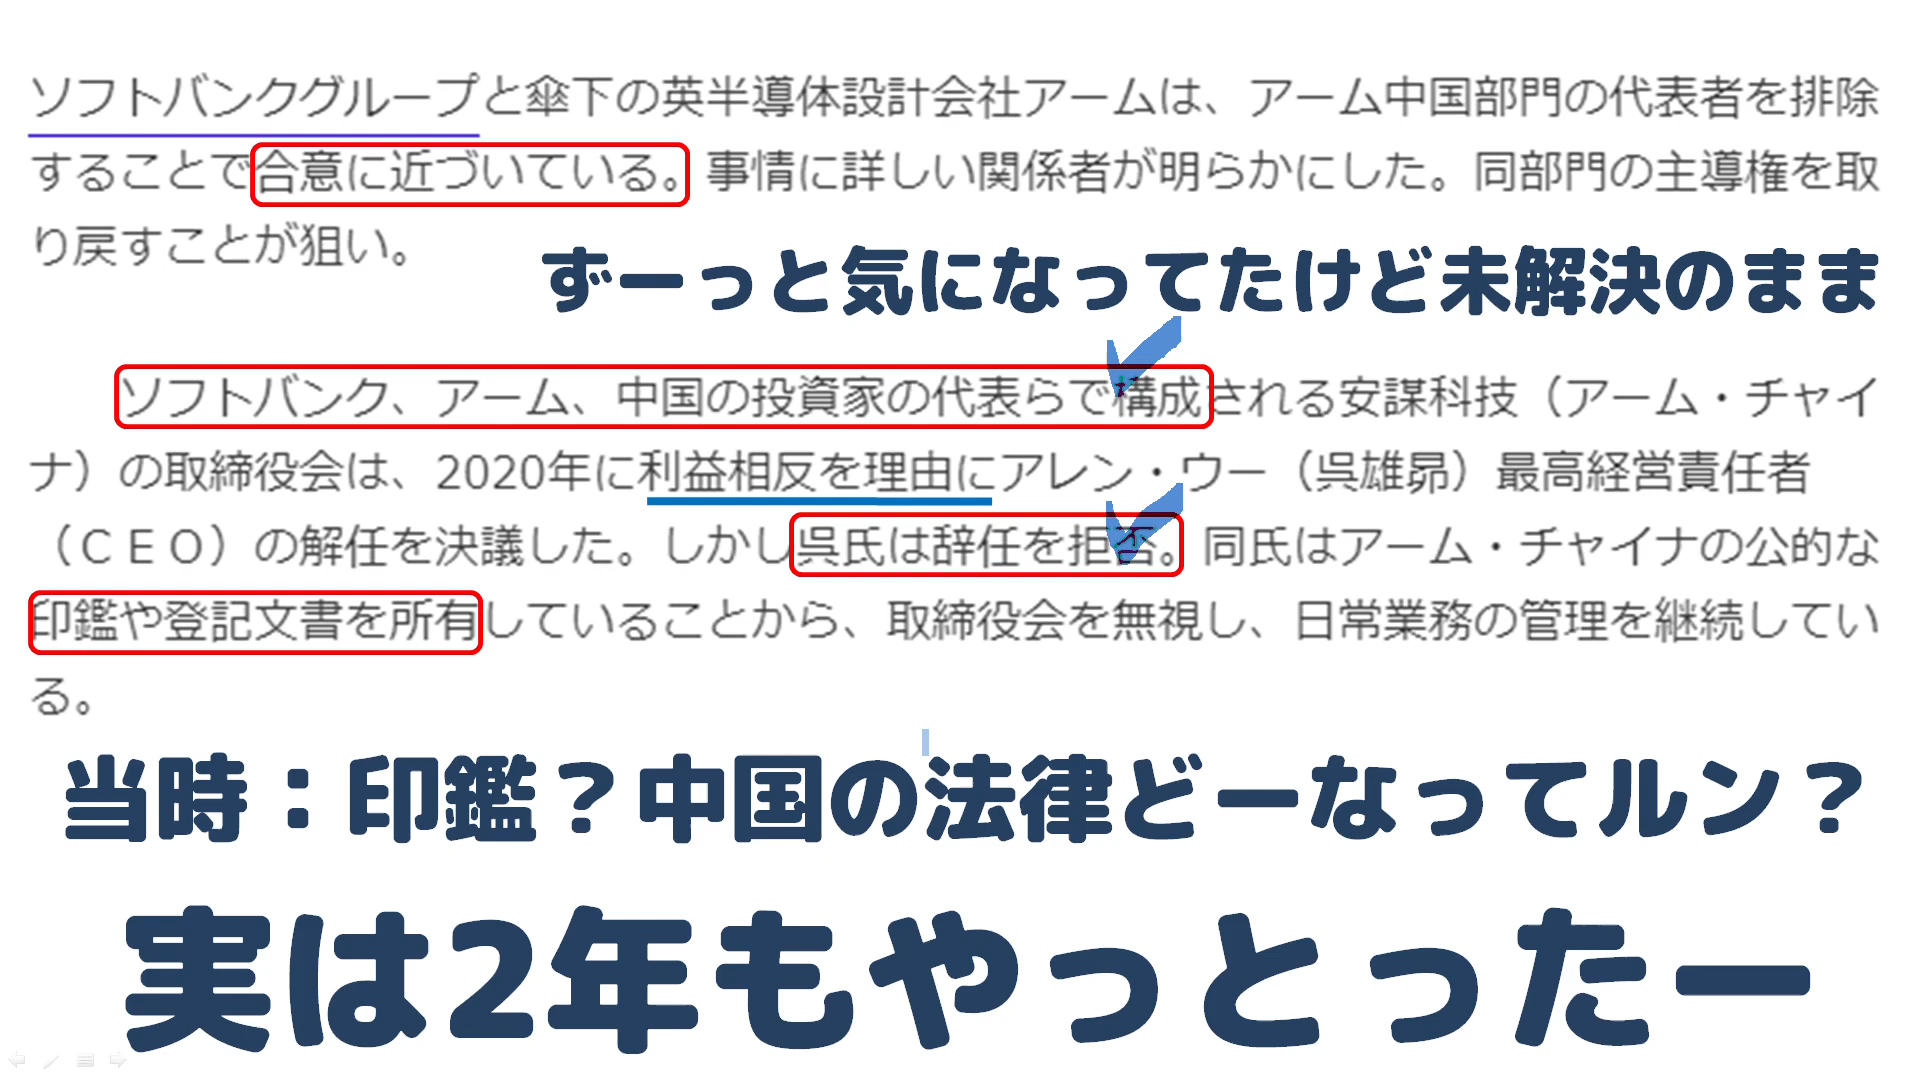 ソフトバンクグループと傘下の英半導体設計会社アームは、アーム中国部門の代表者を排除
することで合意に近づいている。事情に詳しい関係者が明らかにした。同部門の主導権を取
り戻すことが狙い。
ずーっと気になってたけど未解決のまま
ソフトバンク、アーム、中国の投資家の代表らで構成される安謀科技（アーム・チャイ
ナ）の取締役会は、2020年に利益相反を理由にアレン・ウー（呉雄昴）最高経営責任者
（ＣＥＯ）の解任を決議した。しかし呉氏は辞任を拒否。同氏はアーム・チャイナの公的な
印鑑や登記文書を所有していることから、取締役会を無視し、日常業務の管理を継続してい
る。
当時：印鑑？中国の法律どーなってルン？
実は2年もやっとったー